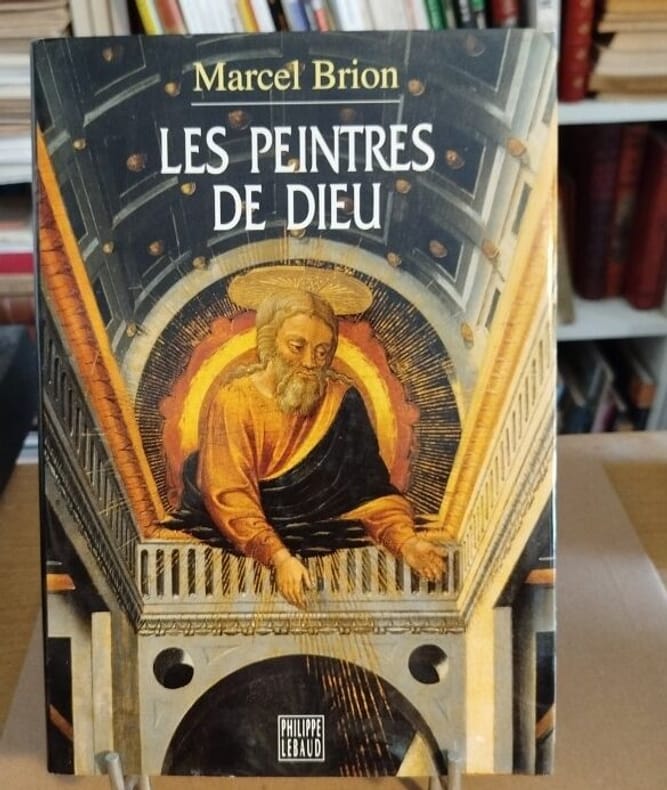 Marcel Brion
LES PEINTRES
DE DIEU
PHILIPPE
LEBAUD